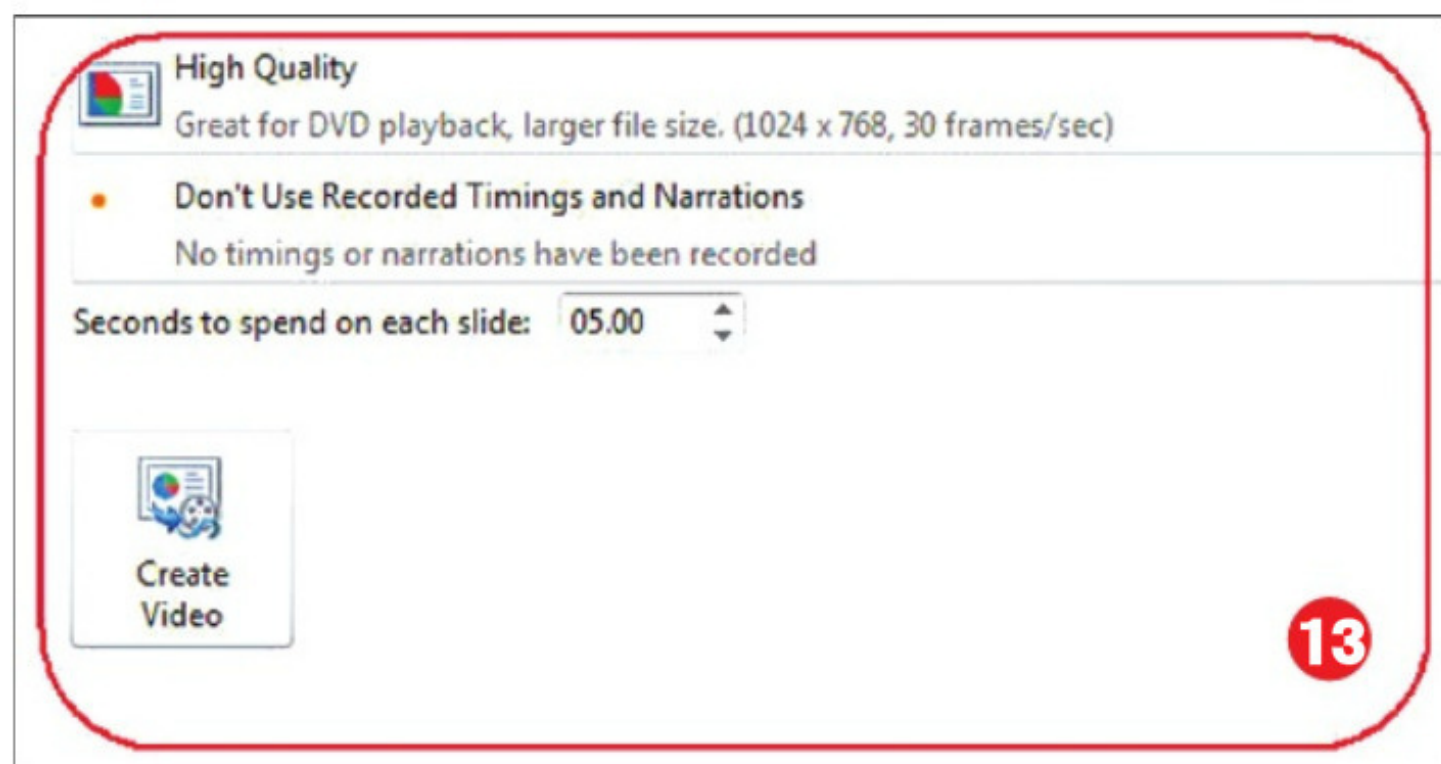 High Quality
Great for DVD playback, larger file size. (1024 x 768, 30 frames/sec)
Don't Use Recorded Timings and Narrations
No timings or narrations have been recorded
Seconds to spend on each slide: 05.00
Create
Video
13